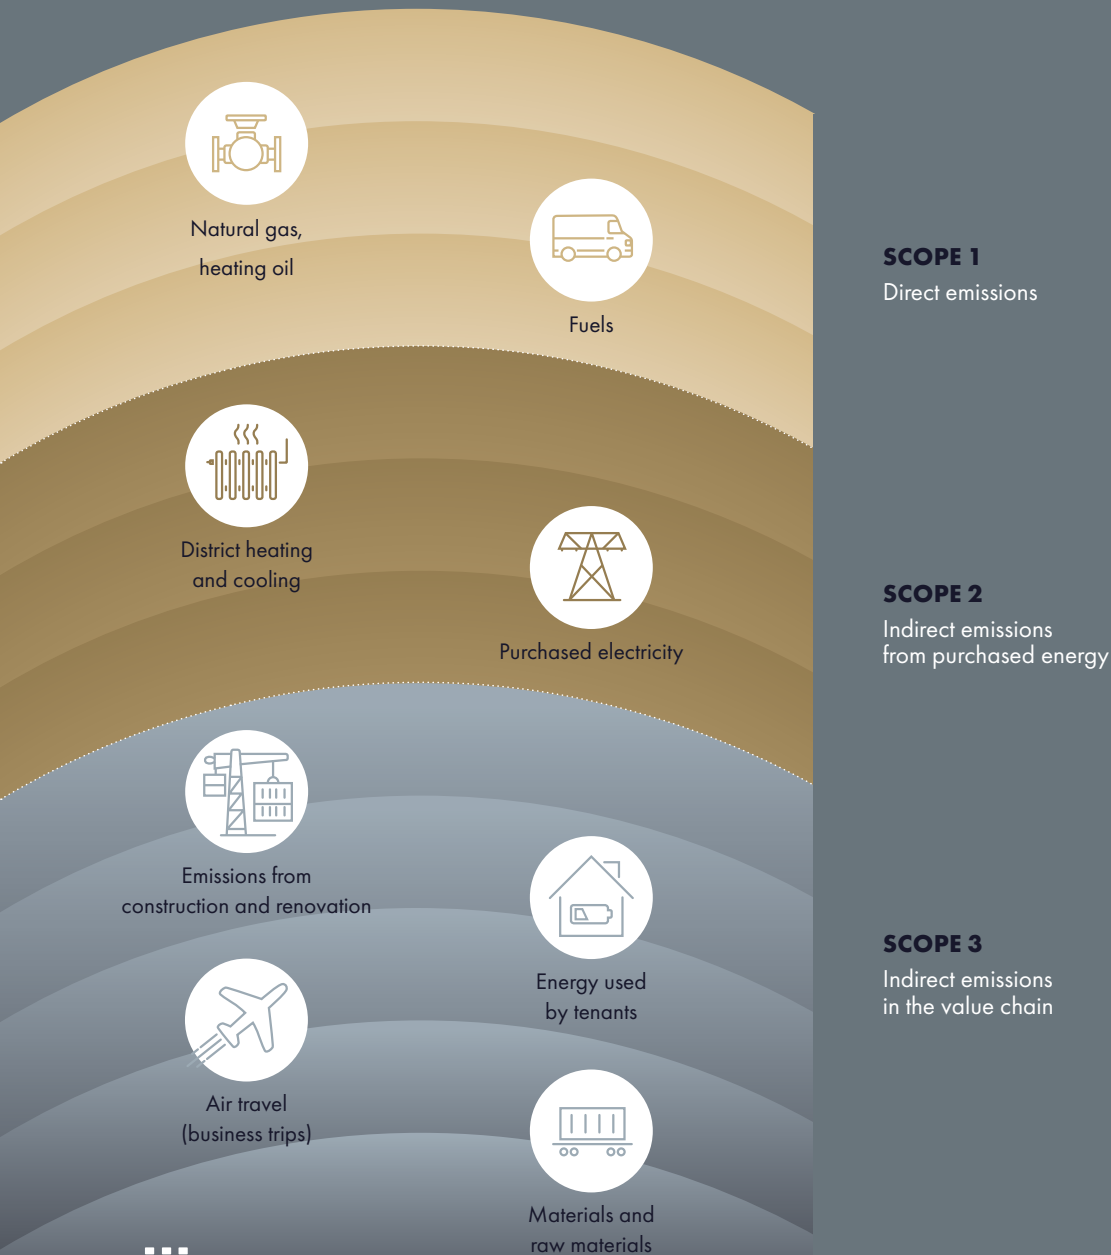 Natural gas,
heating oil
Fuels
SCOPE 1
Direct emissions
District heating
and cooling
Purchased electricity
SCOPE 2
Indirect emissions
from purchased energy
Emissions from
construction and renovation
Energy used
by tenants
SCOPE 3
Indirect emissions
in the value chain
Air travel
(business trips)
Materials and
raw materials